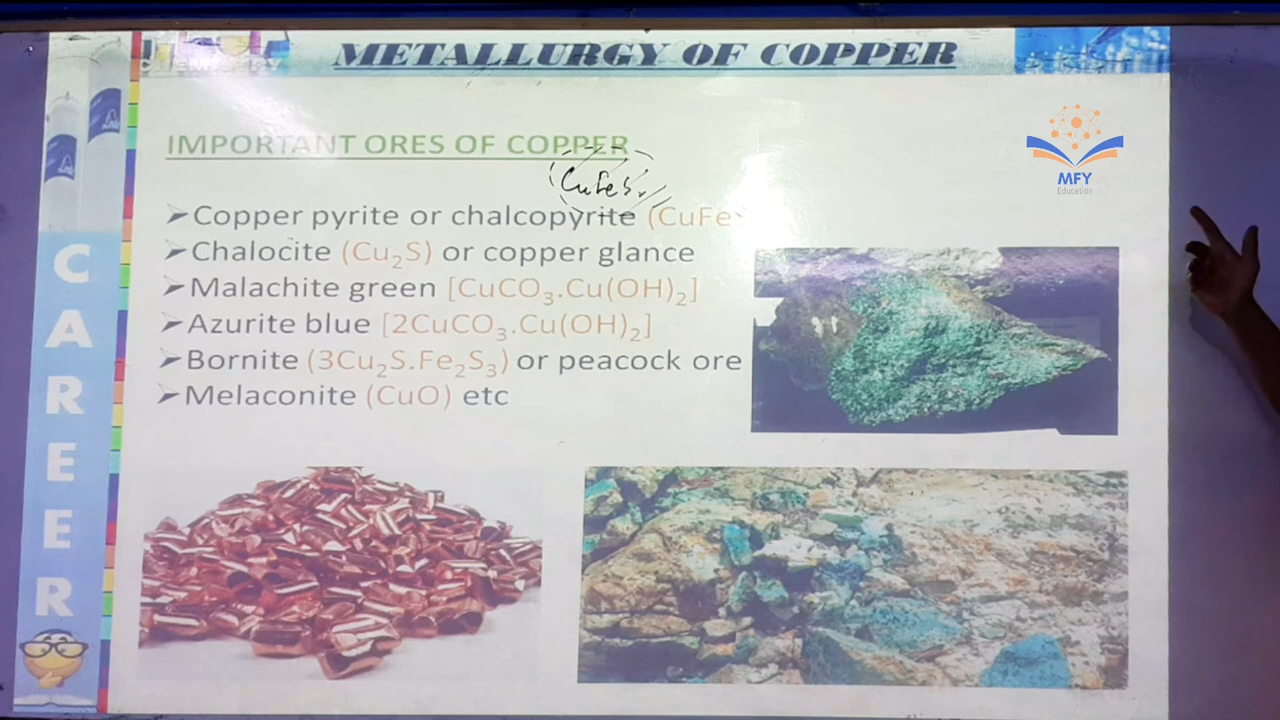 CHEMISTRY
METALLURGY OF COPPER
MFY
Education
IMPORTANT ORES OF COPPER
CuFeS₂
➢Copper pyrite or chalcopyrite (CuFe
➢Chalocite (Cu₂S) or copper glance
➢Malachite green [CuCO₃.Cu(OH)₂]
➢Azurite blue [2CuCO₃.Cu(OH)₂]
➢Bornite (3Cu₂S.Fe₂S₃) or peacock ore
➢Melaconite (CuO) etc
CAREER